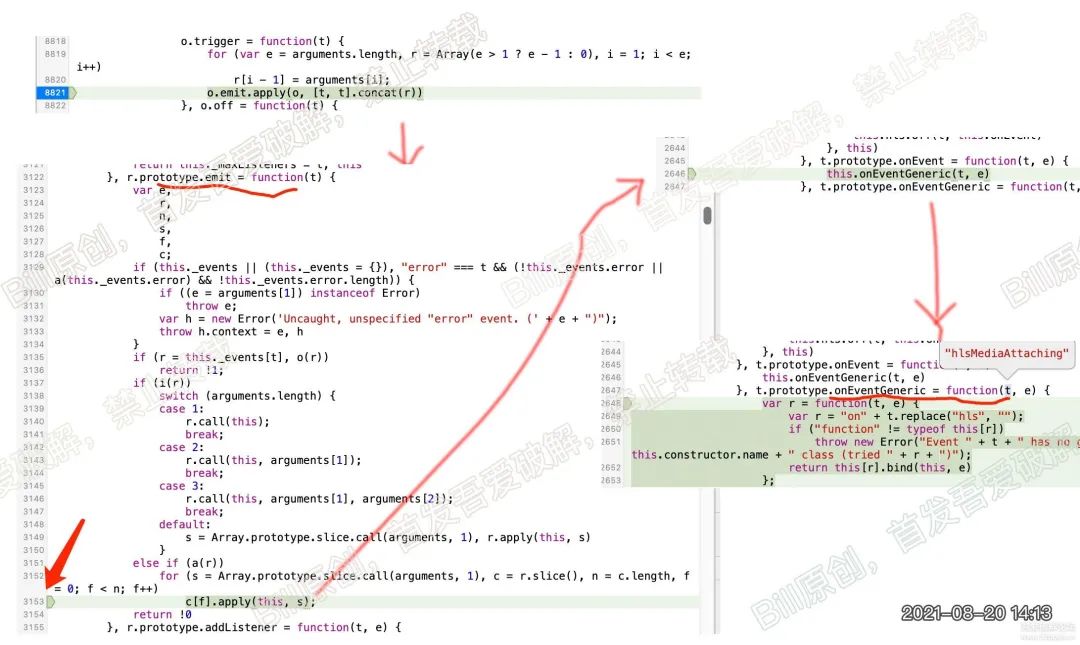 8818 o.trigger = function(t) {
8819 for (var e = arguments.length, r = Array(e > 1 ? e - 1 : 0), i = 1; i < e;
i++)
8820 r[i - 1] = arguments[i];
8821 o.emit.apply(o, [t, t].concat(r))
8822 }, o.off = function(t) {
3121 return this._maxListeners = t, this
3122 }, r.prototype.emit = function(t) {
3123 var e,
3124 r,
3125 n,
3126 s,
3127 f,
3128 c;
3129 if (this._events || (this._events = {}), "error" === t && (!this._events.error ||
a(this._events.error) && !this._events.error.length)) {
3130 if ((e = arguments[1]) instanceof Error)
3131 throw e;
3132 var h = new Error('Uncaught, unspecified "error" event. (' + e + ")");
3133 throw h.context = e, h
3134 }
3135 if (r = this._events[t], o(r))
3136 return !1;
3137 if (i(r))
3138 switch (arguments.length) {
3139 case 1:
3140 r.call(this);
3141 break;
3142 case 2:
3143 r.call(this, arguments[1]);
3144 break;
3145 case 3:
3146 r.call(this, arguments[1], arguments[2]);
3147 break;
3148 default:
3149 s = Array.prototype.slice.call(arguments, 1), r.apply(this, s)
3150 }
3151 else if (a(r))
3152 for (s = Array.prototype.slice.call(arguments, 1), c = r.slice(), n = c.length, f
= 0; f < n; f++)
3153 c[f].apply(this, s);
3154 return !0
3155 }, r.prototype.addListener = function(t, e) {
this.hls.off(t, this.onEvent)
2644 }, this)
2645 }, t.prototype.onEvent = function(t, e) {
2646 this.onEventGeneric(t, e)
2647 }, t.prototype.onEventGeneric = function(t,
this.hls.off(t, this.on
2644 }, this)
"hlsMediaAttaching"
2645 }, t.prototype.onEvent = functio
2646 this.onEventGeneric(t, e)
2647 }, t.prototype.onEventGeneric = function(t, e) {
2648 var r = function(t, e) {
2649 var r = "on" + t.replace("hls", "");
2650 if ("function" != typeof this[r])
2651 throw new Error("Event " + t + " has no g
this.constructor.name + " class (tried " + r + ")");
2652 return this[r].bind(this, e)
2653 };
Bill原创，首发吾爱破解，禁止转载
2021-08-20 14:13